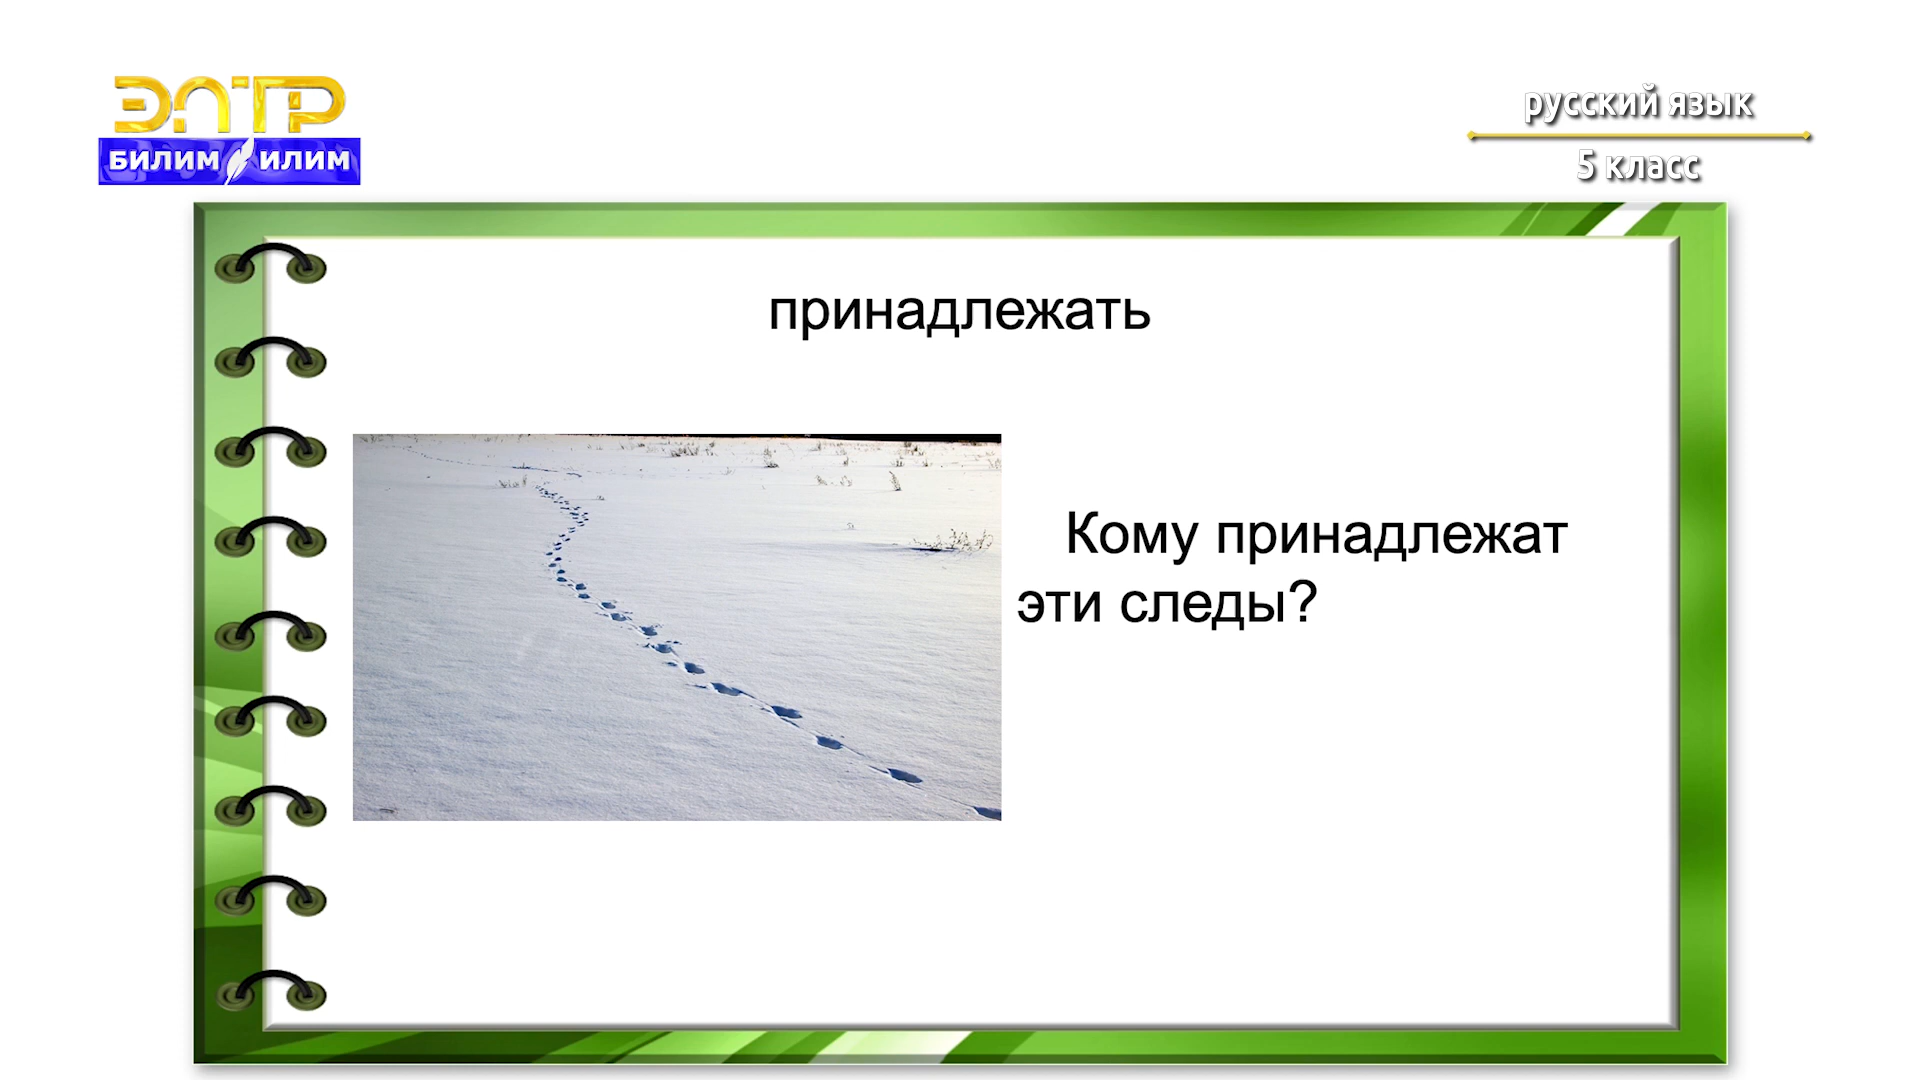 ЭЛТР
БИЛИМ ИЛИМ
русский язык
5 класс
принадлежать
Кому принадлежат
эти следы?